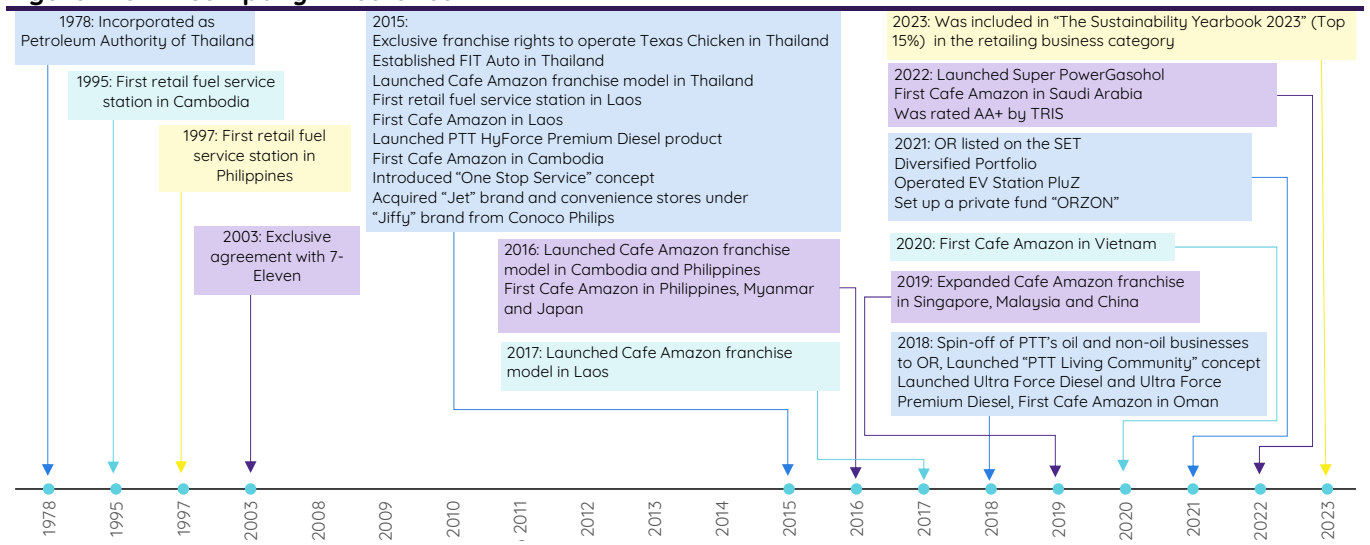 1978: Incorporated as
Petroleum Authority of Thailand
1995: First retail fuel service
station in Cambodia
1997: First retail fuel
service station in
Philippines
2003: Exclusive
agreement with 7-
Eleven
2015:
Exclusive franchise rights to operate Texas Chicken in Thailand
Established FIT Auto in Thailand
Launched Cafe Amazon franchise model in Thailand
First retail fuel service station in Laos
First Cafe Amazon in Laos
Launched PTT HyForce Premium Diesel product
First Cafe Amazon in Cambodia
Introduced “One Stop Service” concept
Acquired “Jet” brand and convenience stores under
“Jiffy” brand from Conoco Philips
2016: Launched Cafe Amazon franchise
model in Cambodia and Philippines
First Cafe Amazon in Philippines, Myanmar
and Japan
2017: Launched Cafe Amazon franchise
model in Laos
2023: Was included in “The Sustainability Yearbook 2023” (Top
15%) in the retailing business category
2022: Launched Super PowerGasohol
First Cafe Amazon in Saudi Arabia
Was rated AA+ by TRIS
2021: OR listed on the SET
Diversified Portfolio
Operated EV Station PluZ
Set up a private fund “ORZON”
2020: First Cafe Amazon in Vietnam
2019: Expanded Cafe Amazon franchise
in Singapore, Malaysia and China
2018: Spin-off of PTT’s oil and non-oil businesses
to OR, Launched “PTT Living Community” concept
Launched Ultra Force Diesel and Ultra Force
Premium Diesel, First Cafe Amazon in Oman
1978
1995
1997
2003
2008
2009
2010
2011
2012
2013
2014
2015
2016
2017
2018
2019
2020
2021
2022
2023